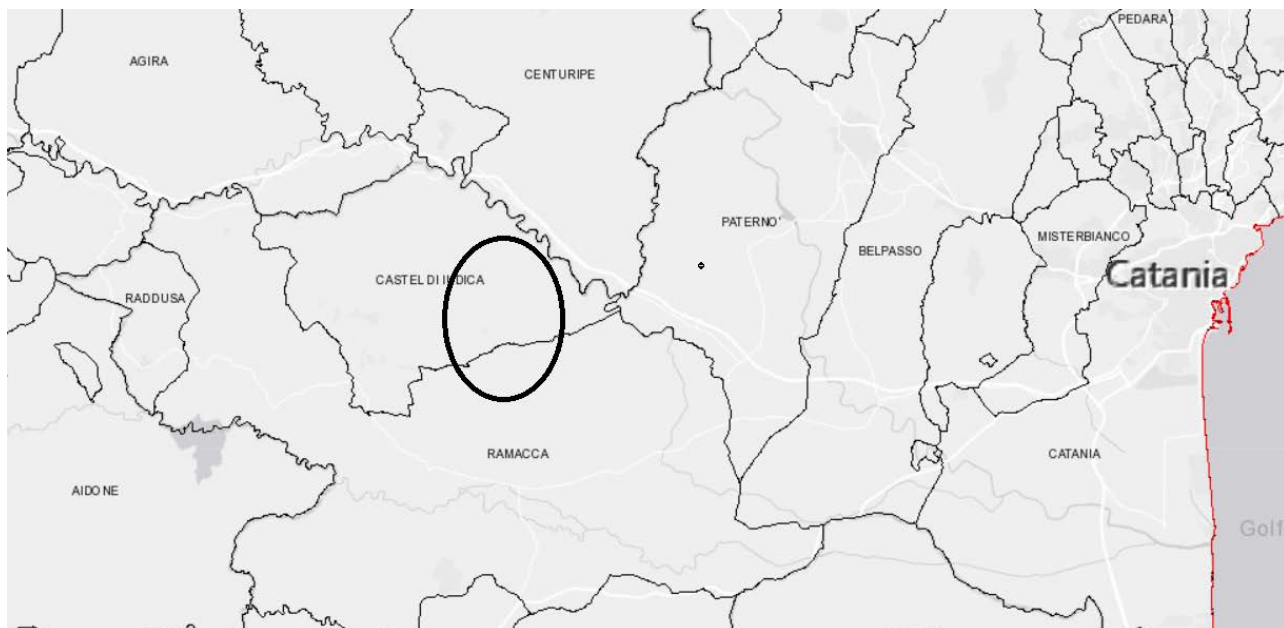 PEDARA
AGIRA
CENTURIPE
PATERNO'
MISTERBIANCO
BELPASSO
Catania
CASTEL DI IUDICA
RADDUSA
RAMACCA
CATANIA
AIDONE
Golf